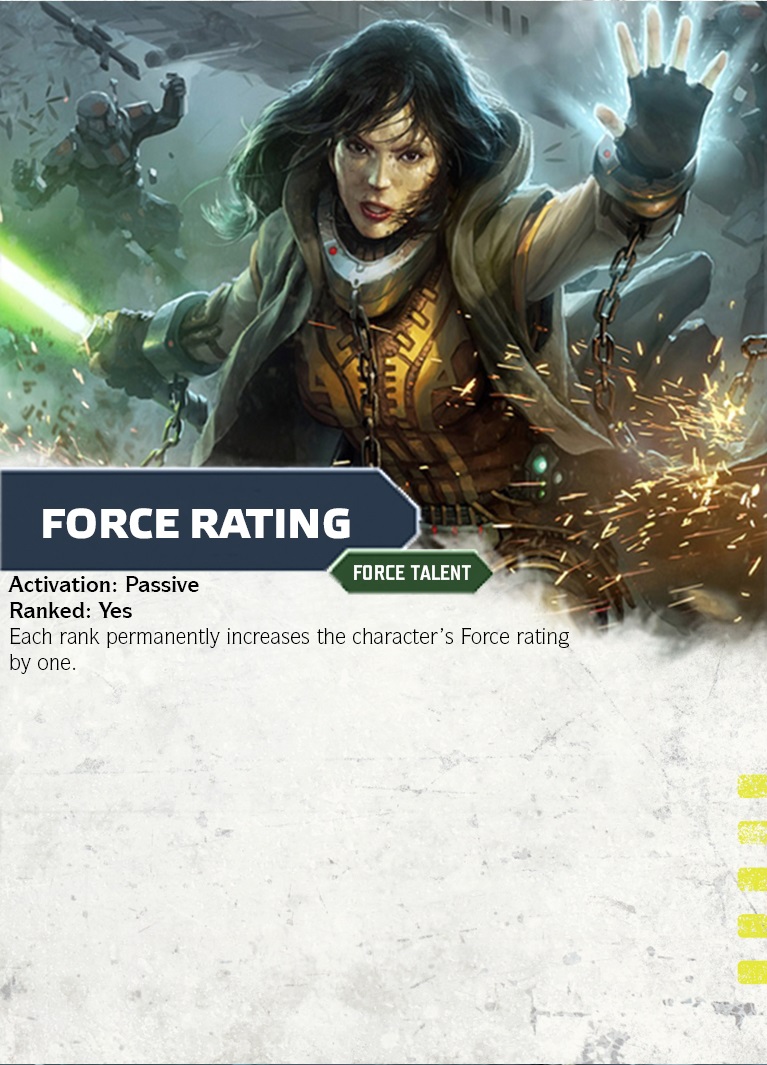 FORCE RATING
FORCE TALENT
Activation: Passive
Ranked: Yes
Each rank permanently increases the character’s Force rating
by one.